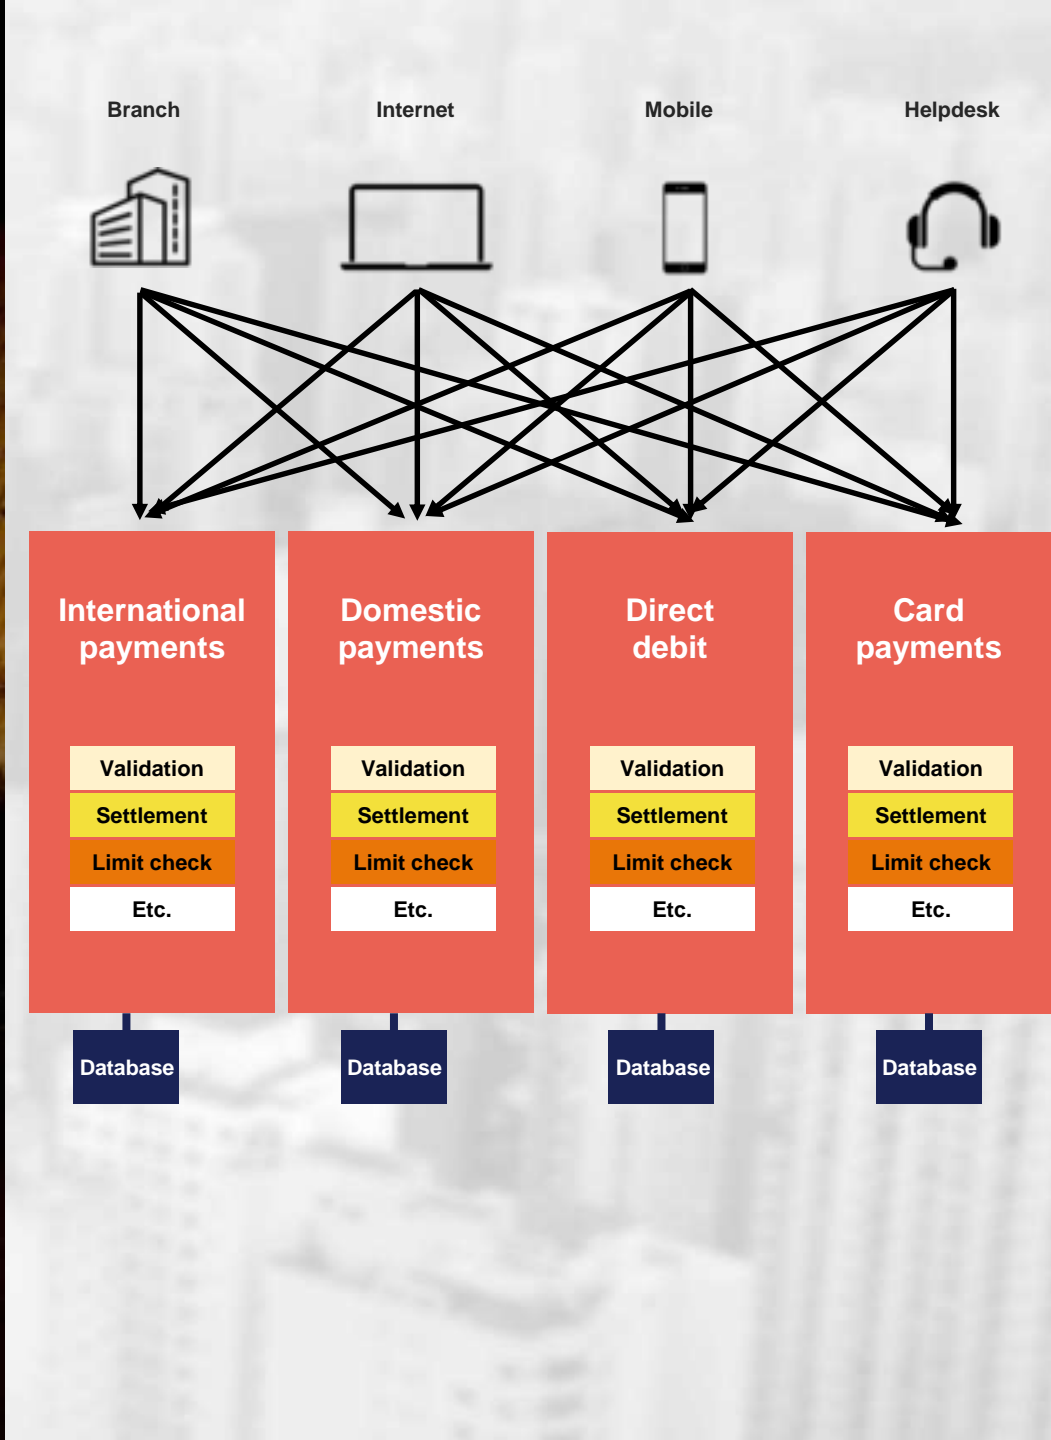 Branch
Internet
Mobile
Helpdesk
International
payments
Domestic
payments
Direct
debit
Card
payments
Validation
Settlement
Limit check
Etc.
Validation
Settlement
Limit check
Etc.
Validation
Settlement
Limit check
Etc.
Validation
Settlement
Limit check
Etc.
Database
Database
Database
Database